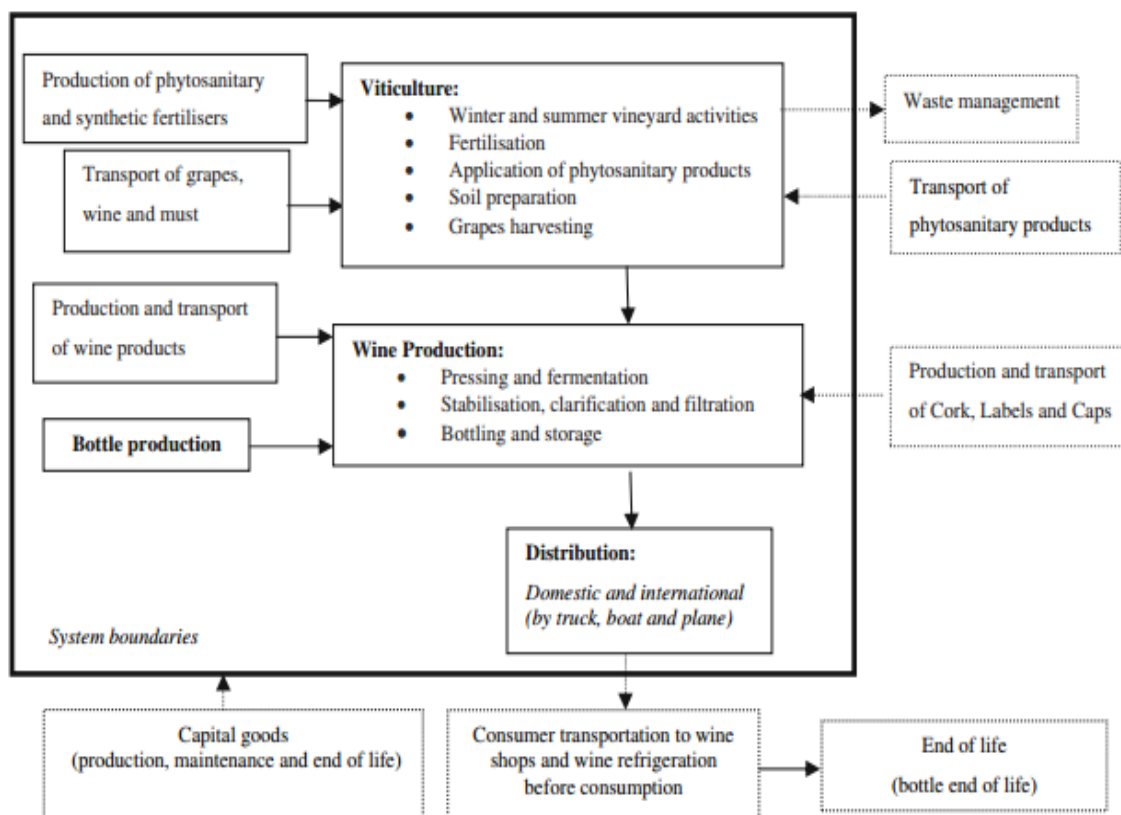 Production of phytosanitary
and synthetic fertilisers
Transport of grapes,
wine and must
Viticulture:
• Winter and summer vineyard activities
• Fertilisation
• Application of phytosanitary products
• Soil preparation
• Grapes harvesting
Waste management
Transport of
phytosanitary products
Production and transport
of wine products
Bottle production
Wine Production:
• Pressing and fermentation
• Stabilisation, clarification and filtration
• Bottling and storage
Production and transport
of Cork, Labels and Caps
Distribution:
Domestic and international
(by truck, boat and plane)
System boundaries
Capital goods
(production, maintenance and end of life)
Consumer transportation to wine
shops and wine refrigeration
before consumption
End of life
(bottle end of life)